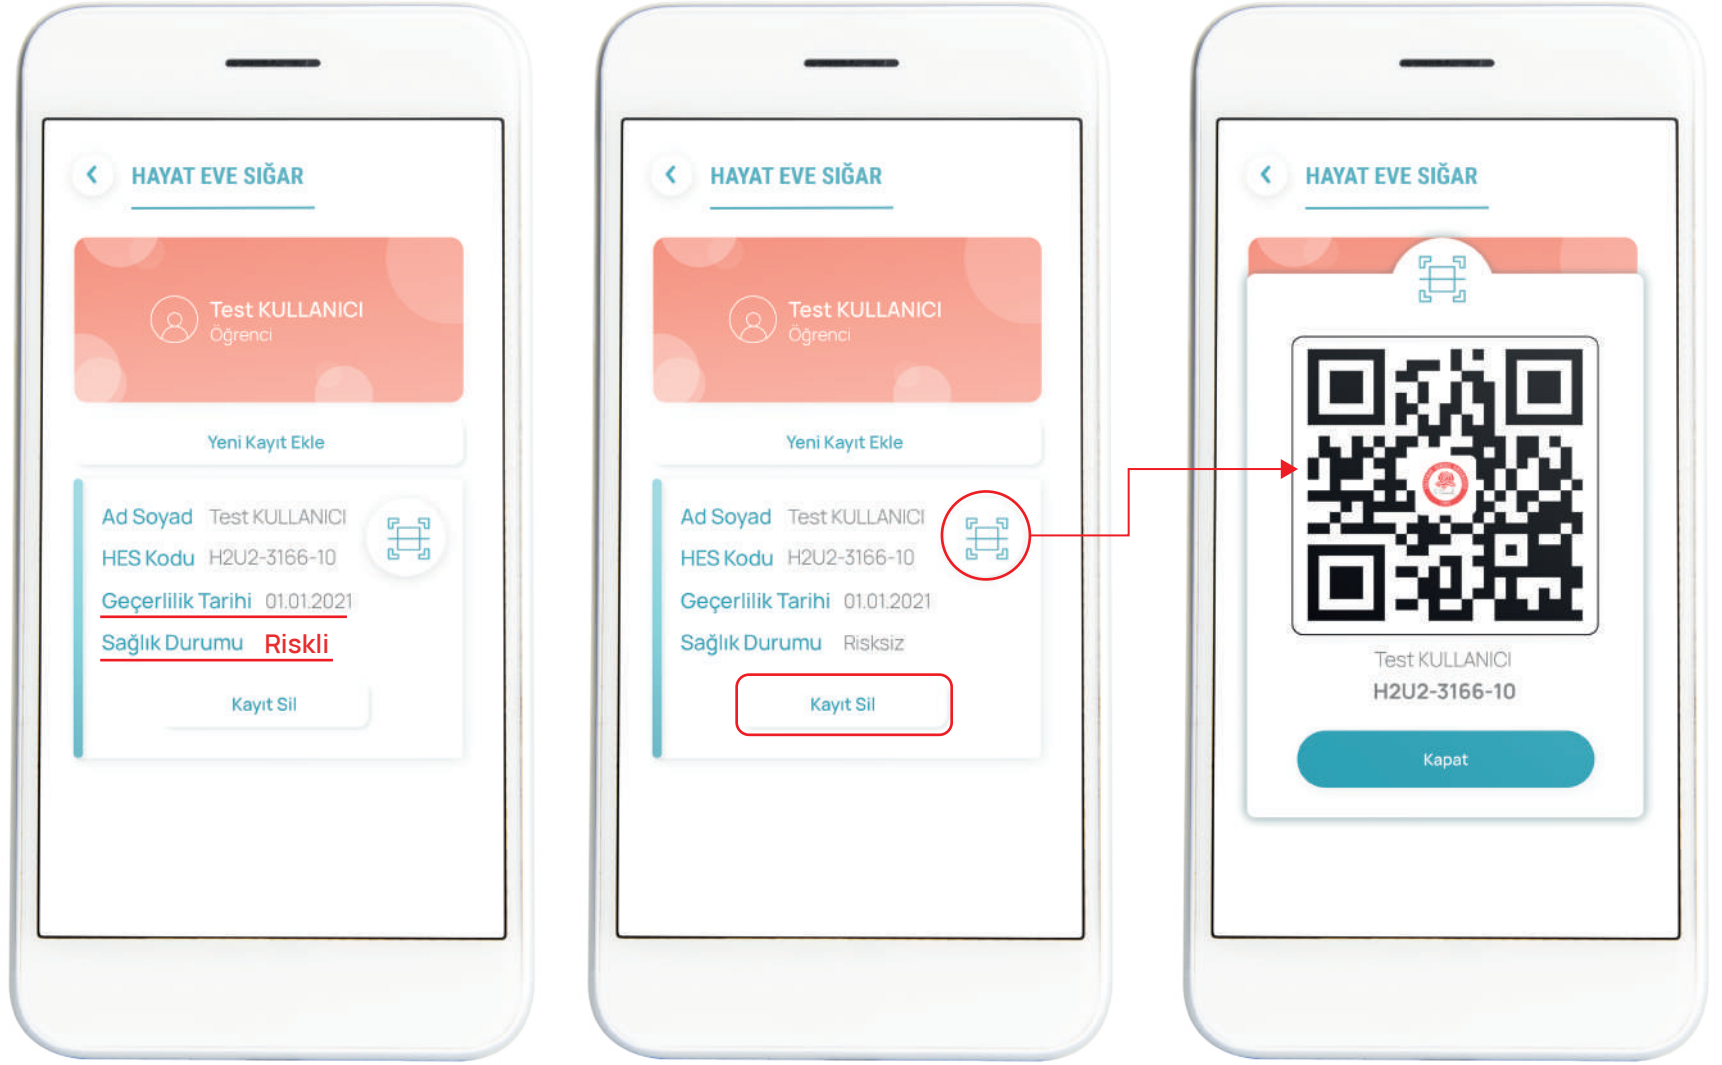 HAYAT EVE SIĞAR
Test KULLANICI
Öğrenci
Yeni Kayıt Ekle
Ad Soyad Test KULLANICI
HES Kodu H2U2-3166-10
Geçerlilik Tarihi 01.01.2021
Sağlık Durumu Riskli
Kayıt Sil
HAYAT EVE SIĞAR
Test KULLANICI
Öğrenci
Yeni Kayıt Ekle
Ad Soyad Test KULLANICI
HES Kodu H2U2-3166-10
Geçerlilik Tarihi 01.01.2021
Sağlık Durumu Risksiz
Kayıt Sil
HAYAT EVE SIĞAR
Test KULLANICI
H2U2-3166-10
Kapat